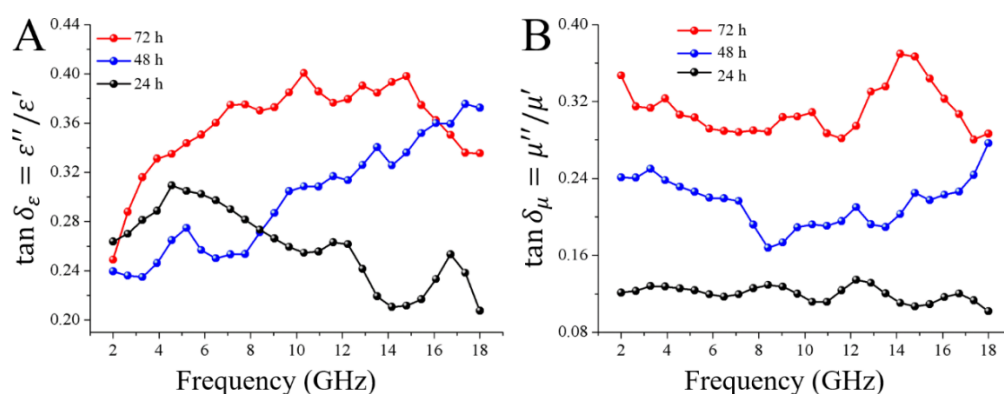 A
72 h
48 h
24 h
tan δε = ε''/ε'
0.44
0.40
0.36
0.32
0.28
0.24
0.20
2 4 6 8 10 12 14 16 18
Frequency (GHz)
B
72 h
48 h
24 h
tan δμ = μ''/μ'
0.40
0.32
0.24
0.16
0.08
2 4 6 8 10 12 14 16 18
Frequency (GHz)